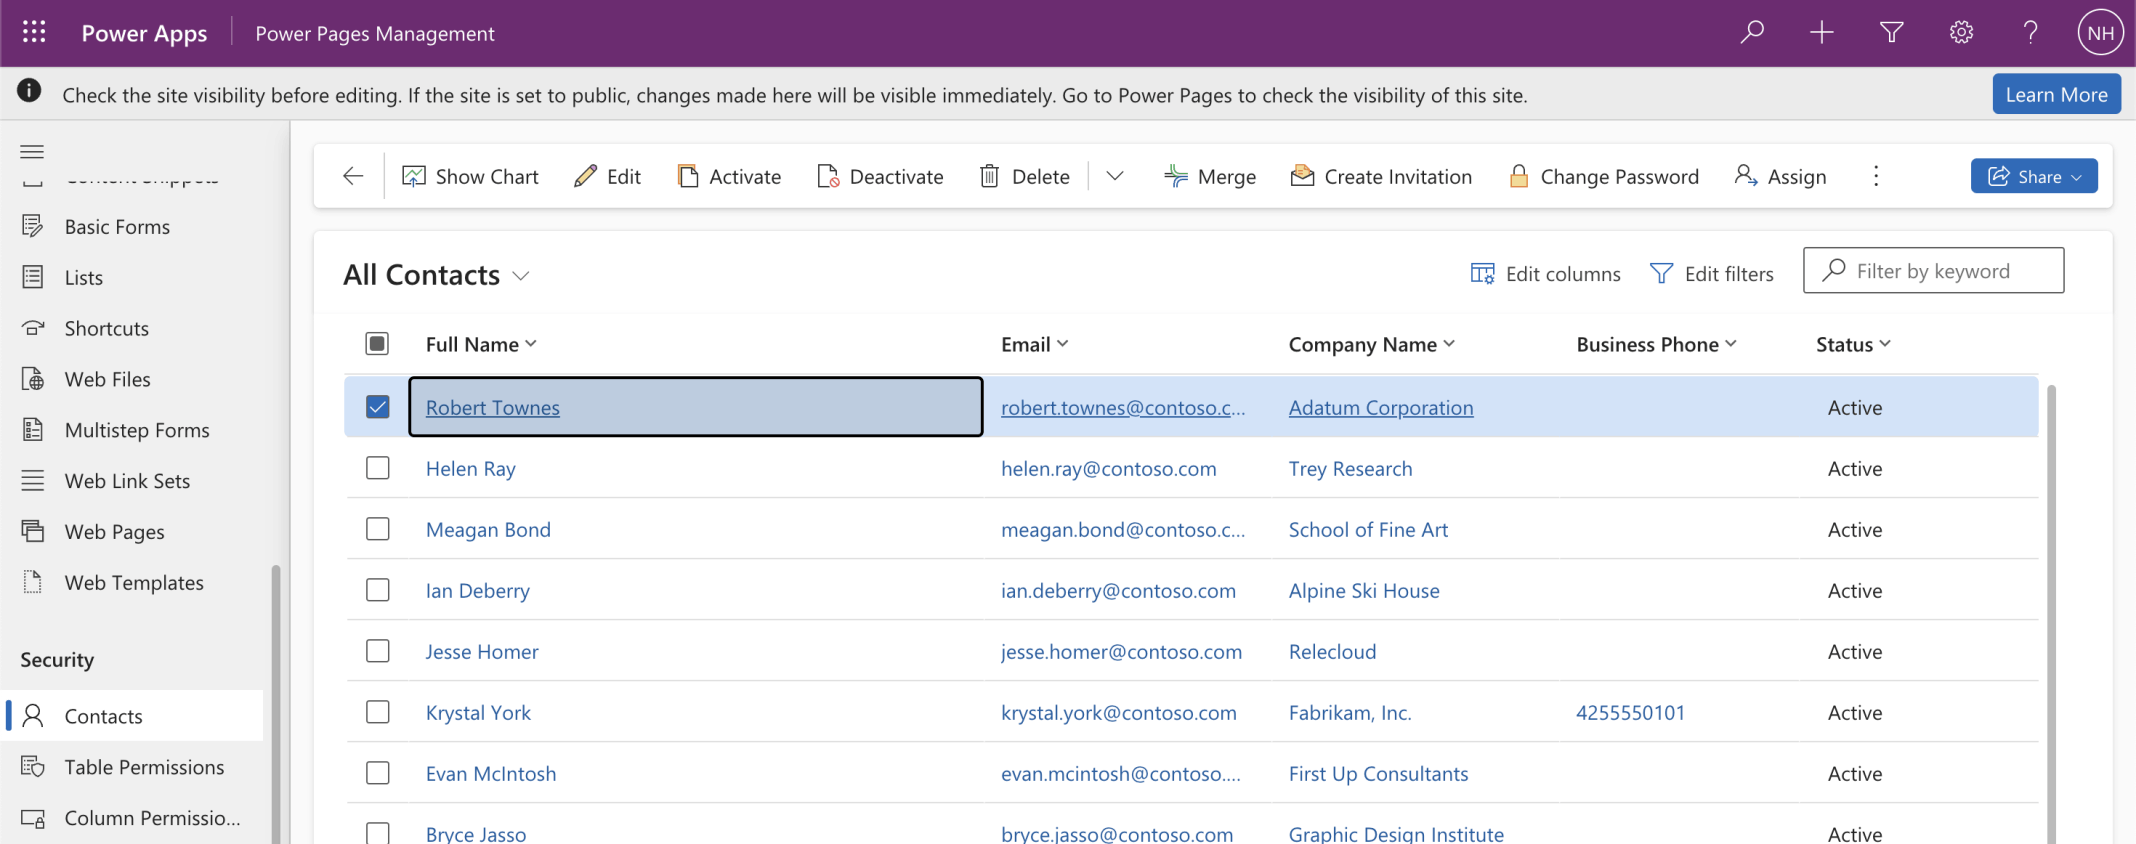 Power Apps
Power Pages Management
NH
Check the site visibility before editing. If the site is set to public, changes made here will be visible immediately. Go to Power Pages to check the visibility of this site.
Learn More
Show Chart
Edit
Activate
Deactivate
Delete
Merge
Create Invitation
Change Password
Assign
Share
Content Snippets
Basic Forms
Lists
Shortcuts
Web Files
Multistep Forms
Web Link Sets
Web Pages
Web Templates
Security
Contacts
Table Permissions
Column Permissio...
All Contacts
Edit columns
Edit filters
Filter by keyword
Full Name Email Company Name Business Phone Status
Robert Townes robert.townes@contoso.c... Adatum Corporation Active
Helen Ray helen.ray@contoso.com Trey Research Active
Meagan Bond meagan.bond@contoso.c... School of Fine Art Active
Ian Deberry ian.deberry@contoso.com Alpine Ski House Active
Jesse Homer jesse.homer@contoso.com Relecloud Active
Krystal York krystal.york@contoso.com Fabrikam, Inc. 4255550101 Active
Evan McIntosh evan.mcintosh@contoso.... First Up Consultants Active
Bryce Jasso bryce.jasso@contoso.com Graphic Design Institute Active